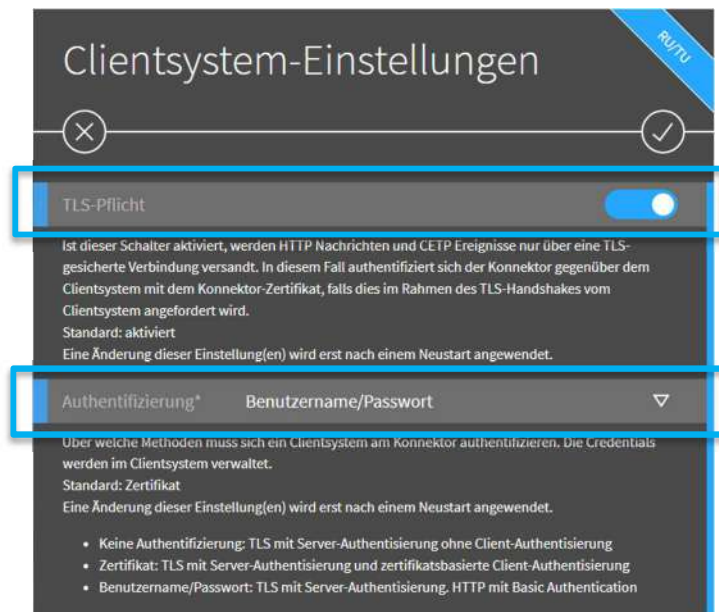 Clientsystem-Einstellungen
RU/TU
TLS-Pflicht
Ist dieser Schalter aktiviert, werden HTTP Nachrichten und CETP Ereignisse nur über eine TLS-
gesicherte Verbindung versandt. In diesem Fall authentifiziert sich der Konnektor gegenüber dem
Clientsystem mit dem Konnektor-Zertifikat, falls dies im Rahmen des TLS-Handshakes vom
Clientsystem angefordert wird.
Standard: aktiviert
Eine Änderung dieser Einstellung(en) wird erst nach einem Neustart angewendet.
Authentifizierung* Benutzername/Passwort
Über welche Methoden muss sich ein Clientsystem am Konnektor authentifizieren. Die Credentials
werden im Clientsystem verwaltet.
Standard: Zertifikat
Eine Änderung dieser Einstellung(en) wird erst nach einem Neustart angewendet.
• Keine Authentifizierung: TLS mit Server-Authentisierung ohne Client-Authentisierung
• Zertifikat: TLS mit Server-Authentisierung und zertifikatsbasierte Client-Authentisierung
• Benutzername/Passwort: TLS mit Server-Authentisierung. HTTP mit Basic Authentication